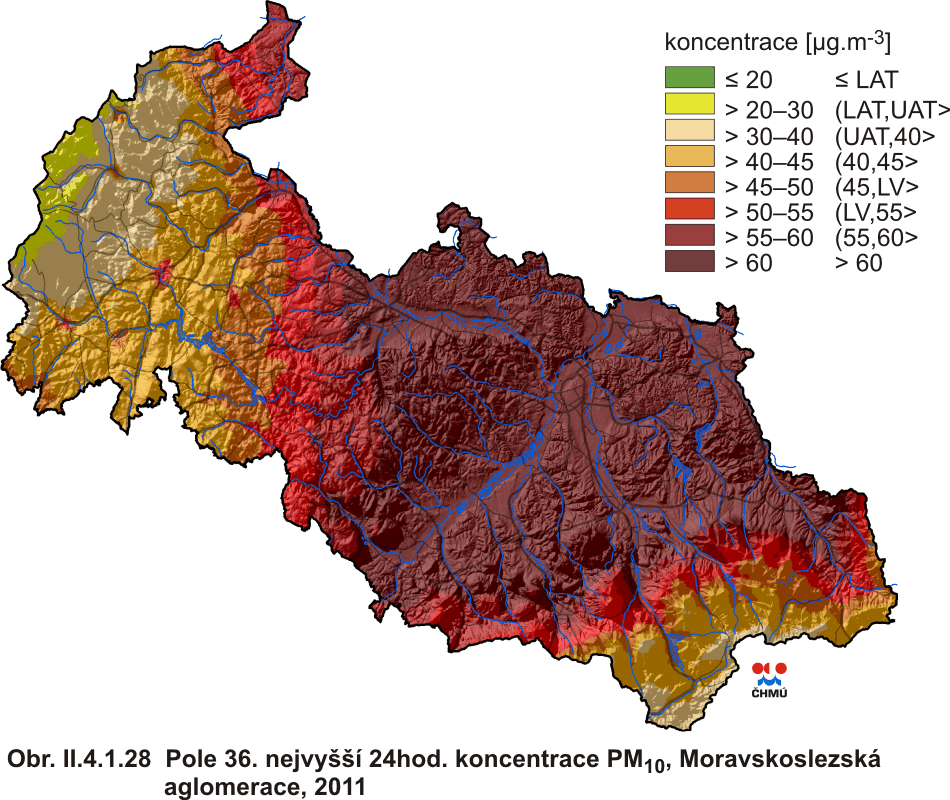 koncentrace [µg.m-3]
≤ 20 ≤ LAT
> 20–30 (LAT,UAT>
> 30–40 (UAT,40>
> 40–45 (40,45>
> 45–50 (45,LV>
> 50–55 (LV,55>
> 55–60 (55,60>
> 60 > 60
ČHMÚ
Obr. II.4.1.28 Pole 36. nejvyšší 24hod. koncentrace PM10, Moravskoslezská
aglomerace, 2011